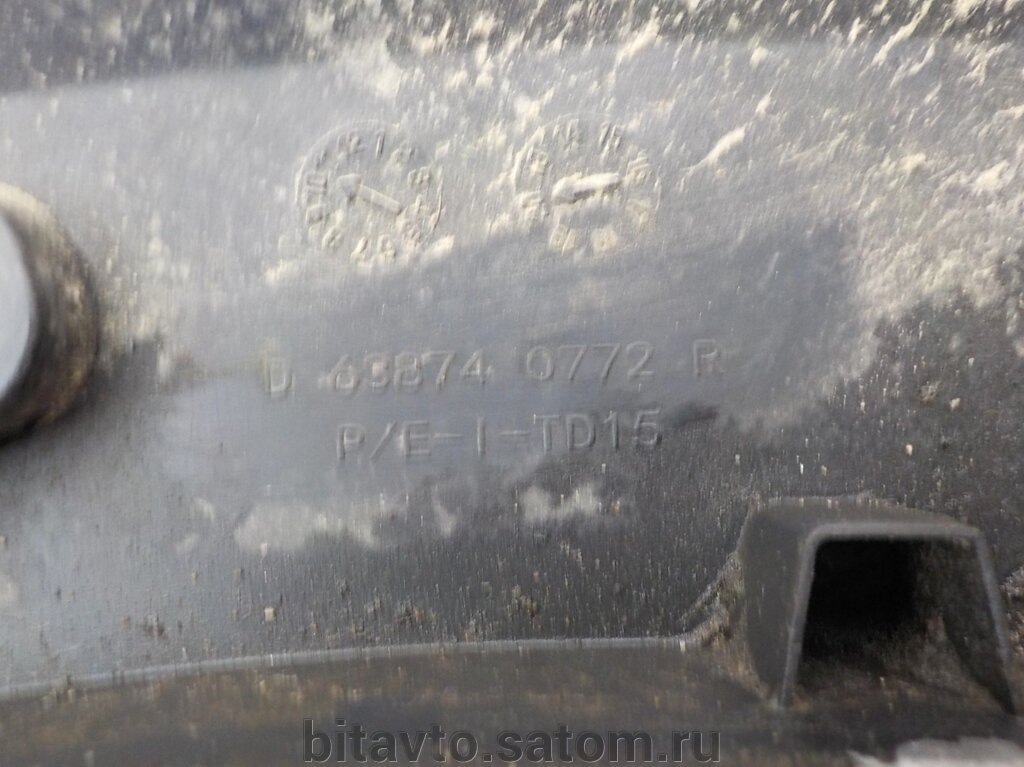 D 63874 0772 R
P/E-I-TD15
bitavto.satom.ru